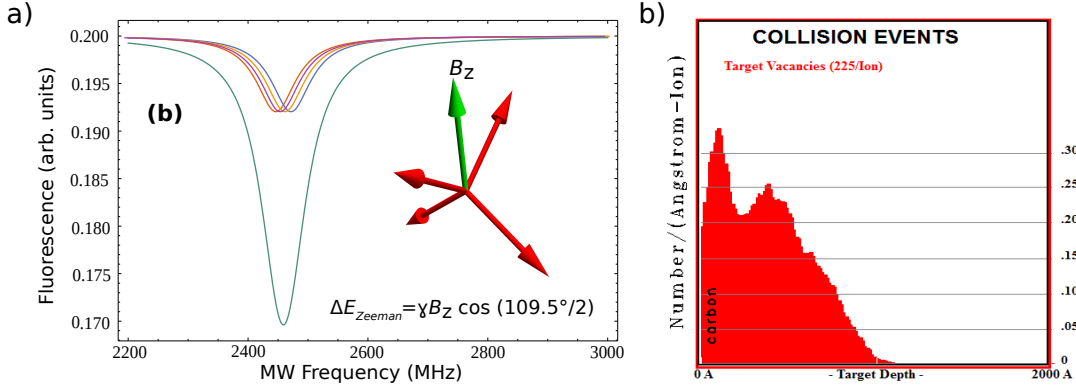 a)
Fluorescence (arb. units)
0.200
0.195
0.190
0.185
0.180
0.175
0.170
(b)
Bz
ΔE_Zeeman=ɣBz cos (109.5°/2)
2200 2400 2600 2800 3000
MW Frequency (MHz)
b)
COLLISION EVENTS
Target Vacancies (225/Ion)
Number/(Angstrom-Ion)
carbon
.30
.25
.20
.15
.10
.05
0
0 A - Target Depth - 2000 A